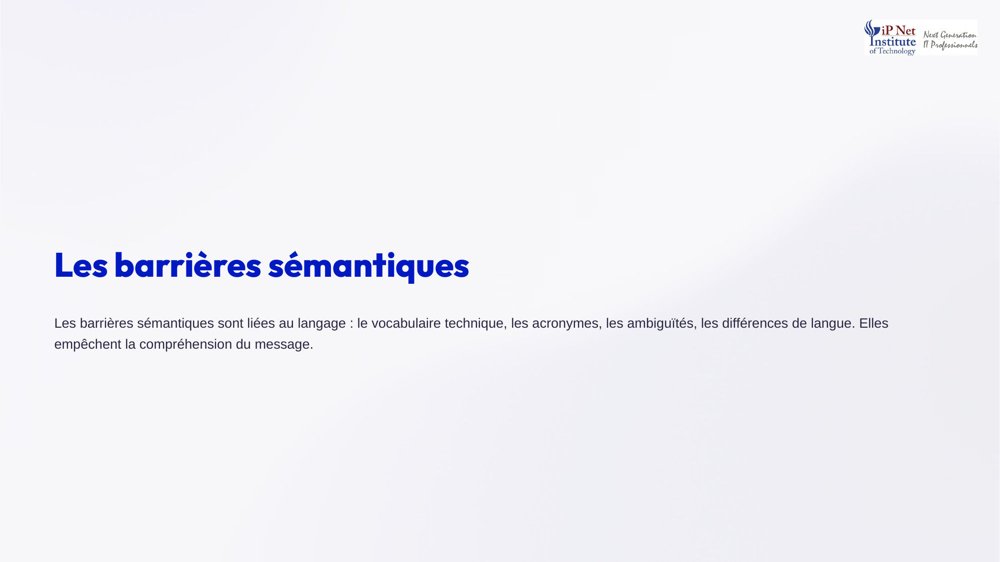 iP Net
Institute
of Technology
Next Generation
IT Professionnels
Les barrières sémantiques
Les barrières sémantiques sont liées au langage : le vocabulaire technique, les acronymes, les ambiguïtés, les différences de langue. Elles
empêchent la compréhension du message.